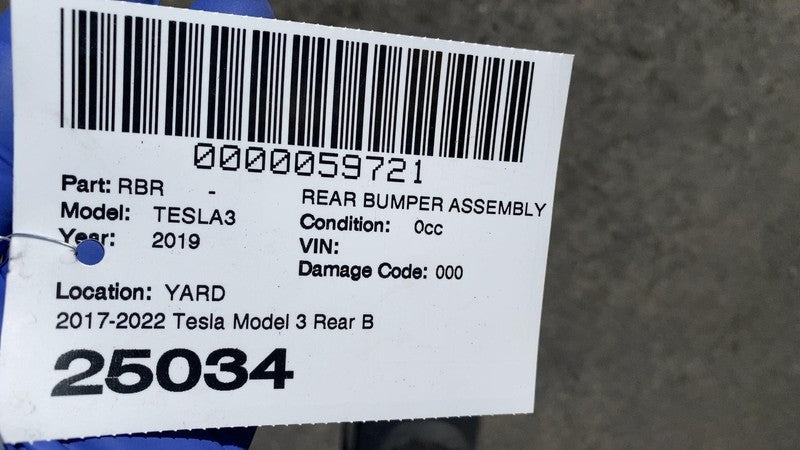 0000059721
Part: RBR - REAR BUMPER ASSEMBLY
Model: TESLA3 Condition: 0cc
Year: 2019 VIN:
Damage Code: 000
Location: YARD
2017-2022 Tesla Model 3 Rear B
25034